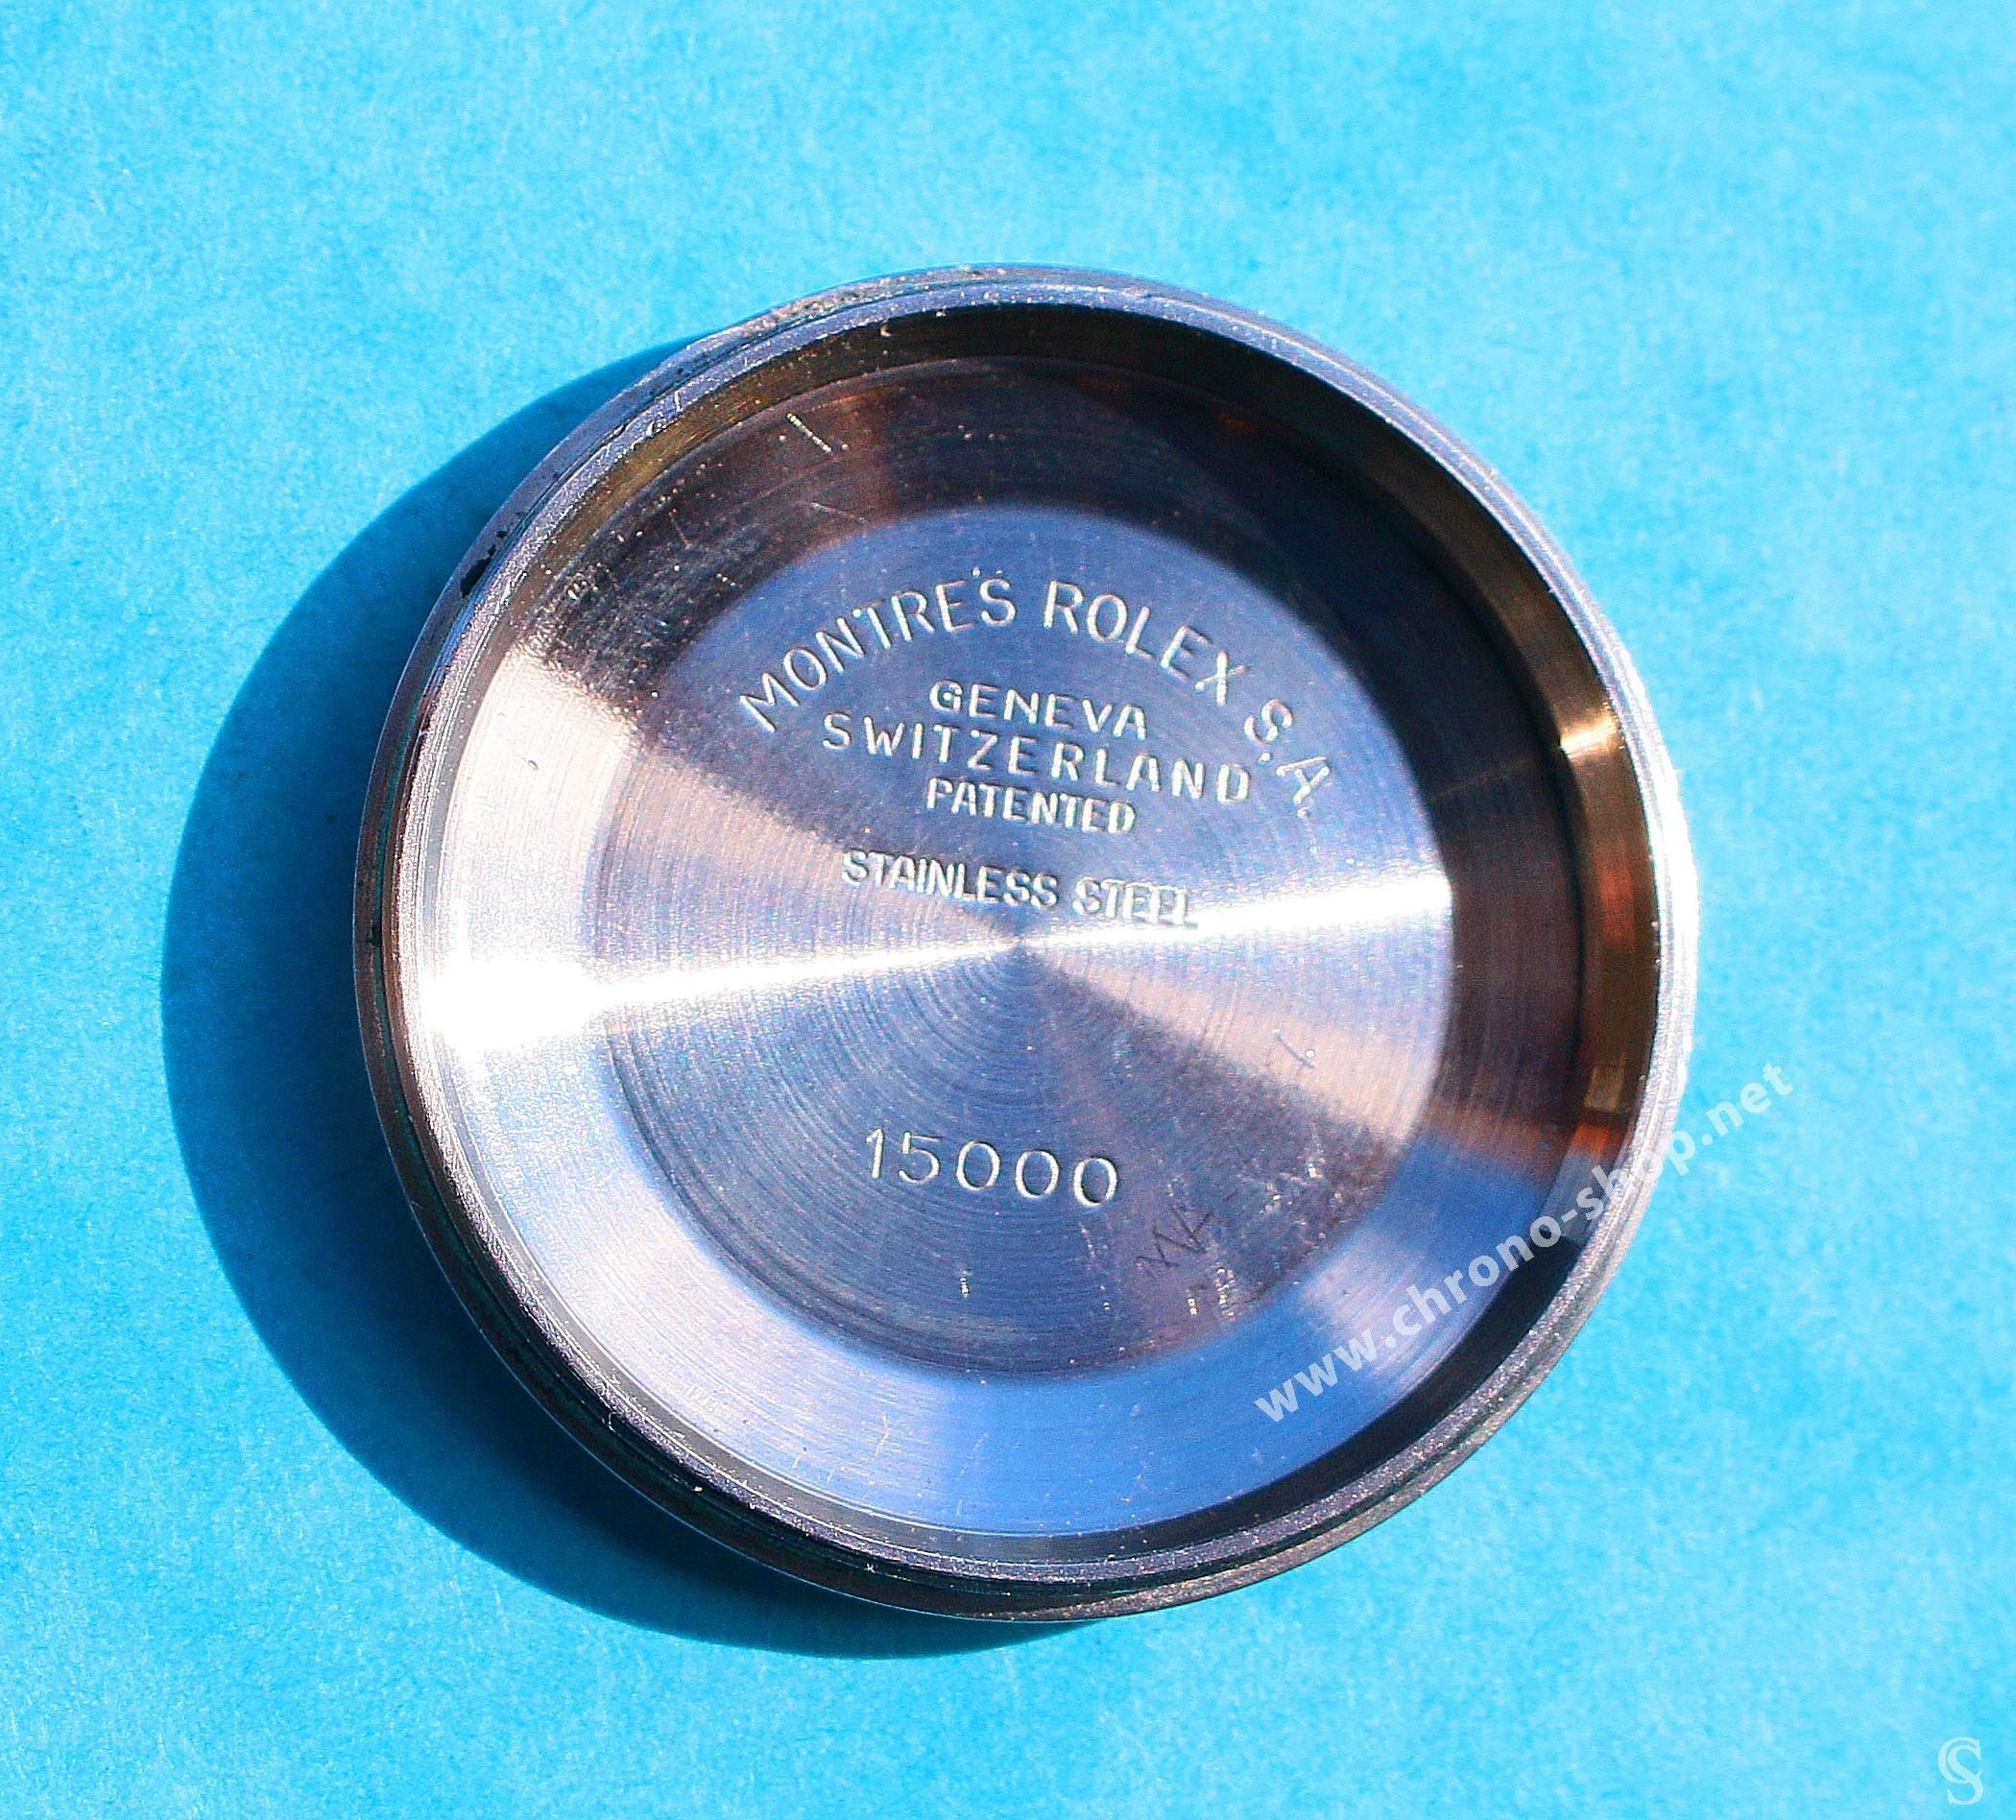 MONTRES ROLEX S.A.
GENEVA
SWITZERLAND
PATENTED
STAINLESS STEEL
15000
www.chrono-shop.net